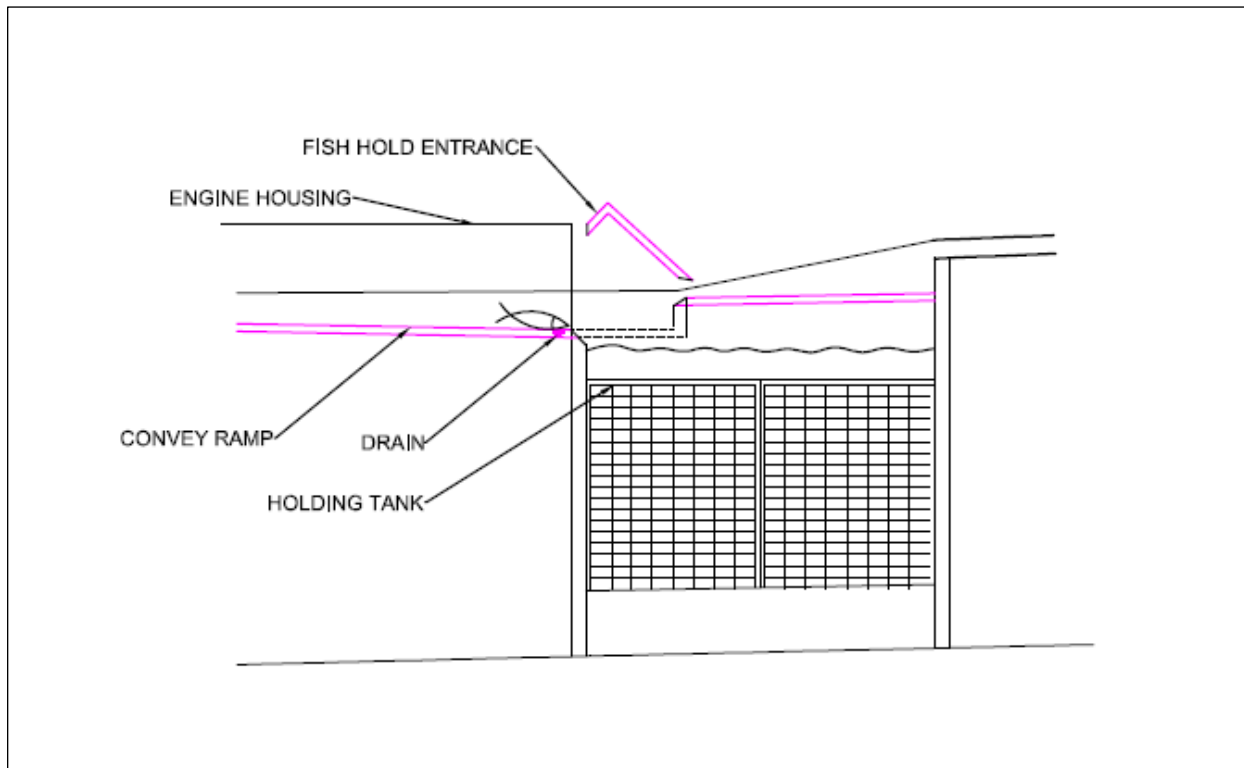 FISH HOLD ENTRANCE
ENGINE HOUSING
CONVEY RAMP
DRAIN
HOLDING TANK